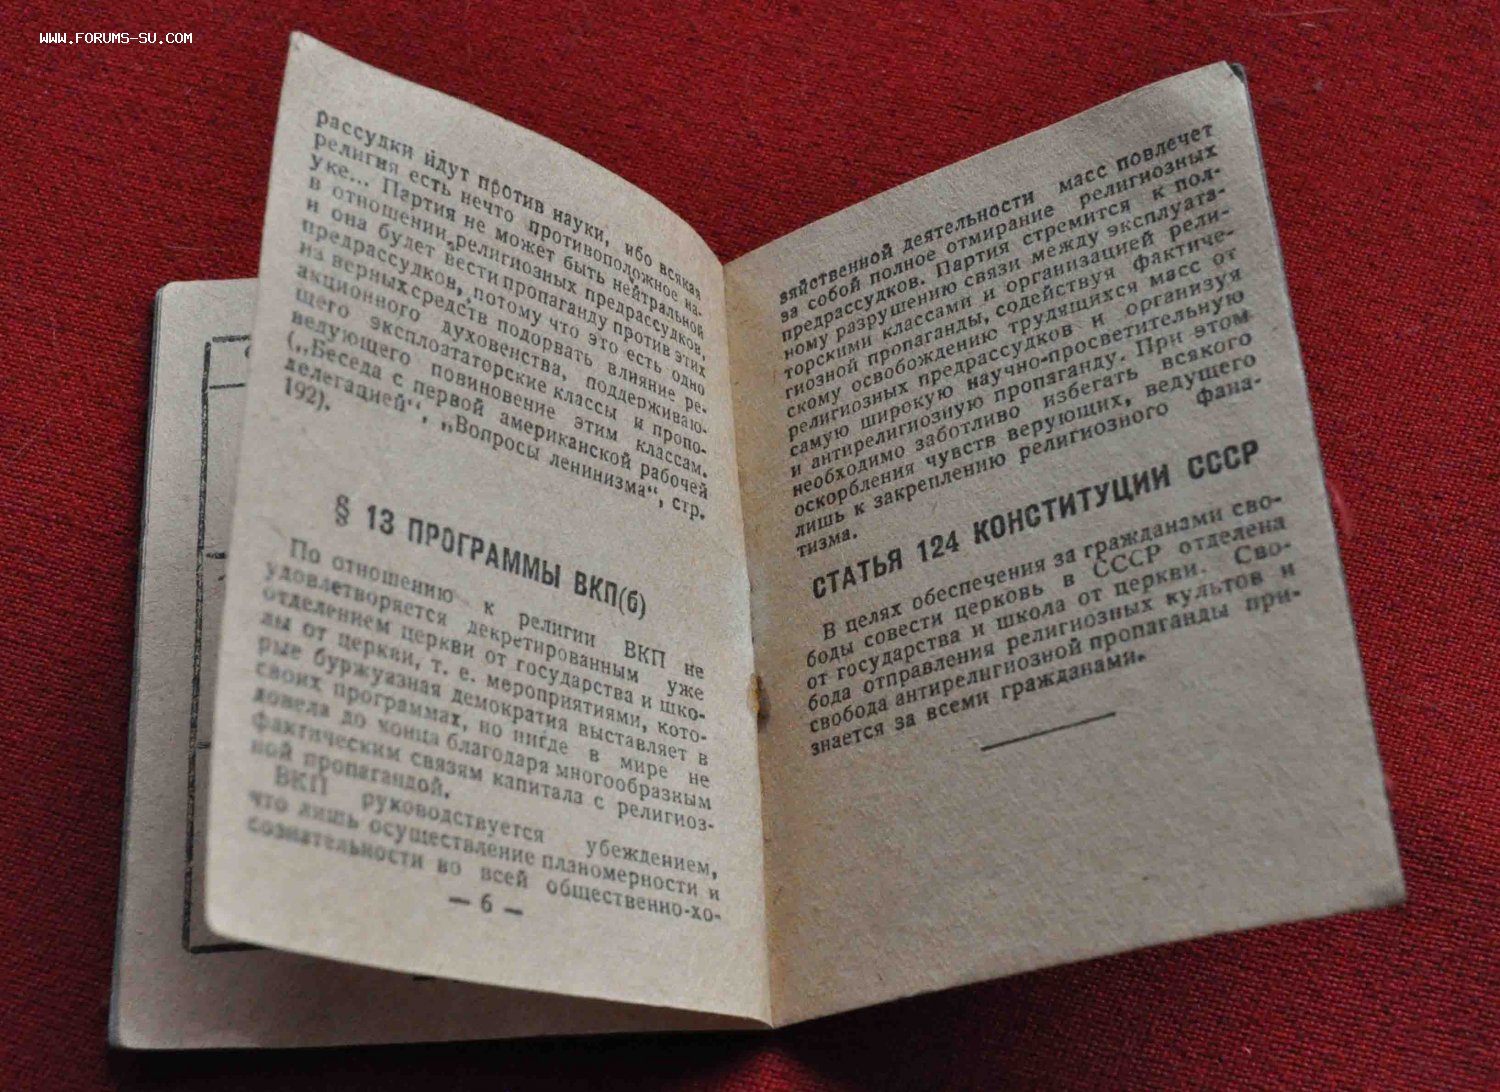 WWW.FORUMS-SU.COM
рассудки идут против науки, ибо всякая
религия есть нечто противоположное на-
уке... Партия не может быть нейтральной
в отношении религиозных предрассудков,
и она будет вести пропаганду против этих
предрассудков, потому что это есть одно
из верных средств подорвать влияние ре-
акционного духовенства, поддерживаю-
щего эксплоататорские классы и пропо-
ведующего повиновение этим классам.
(„Беседа с первой американской рабочей
делегацией“, „Вопросы ленинизма“, стр.
192).
§ 13 ПРОГРАММЫ ВКП(б)
По отношению к религии ВКП не
удовлетворяется декретированным уже
отделением церкви от государства и шко-
лы от церкви, т. е. мероприятиями, кото-
рые буржуазная демократия выставляет в
своих программах, но нигде в мире не
довела до конца благодаря многообразным
фактическим связям капитала с религиоз-
ной пропагандой.
ВКП руководствуется убеждением,
что лишь осуществление планомерности и
сознательности во всей общественно-хо-
— 6 —
зяйственной деятельности масс повлечет
за собой полное отмирание религиозных
предрассудков. Партия стремится к пол-
ному разрушению связи между эксплуата-
торскими классами и организацией рели-
гиозной пропаганды, содействуя фактиче-
скому освобождению трудящихся масс от
религиозных предрассудков и организуя
самую широкую научно-просветительную
и антирелигиозную пропаганду. При этом
необходимо заботливо избегать всякого
оскорбления чувств верующих, ведущего
лишь к закреплению религиозного фана-
тизма.
СТАТЬЯ 124 КОНСТИТУЦИИ СССР
В целях обеспечения за гражданами сво-
боды совести церковь в СССР отделена
от государства и школа от церкви. Сво-
бода отправления религиозных культов и
свобода антирелигиозной пропаганды при-
знается за всеми гражданами.